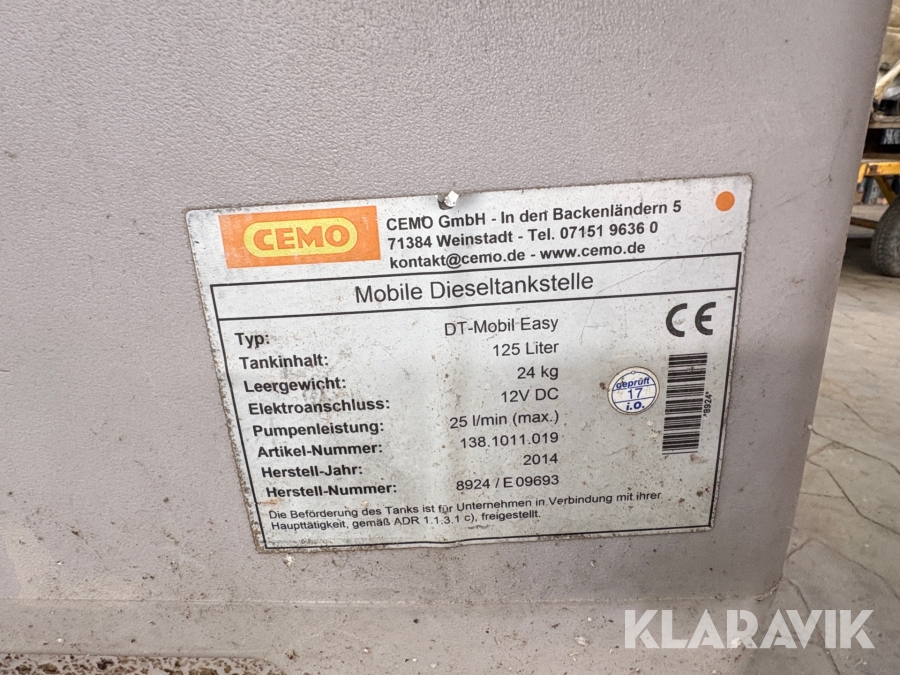 CEMO
CEMO GmbH - In den Backenländern 5
71384 Weinstadt - Tel. 07151 9636 0
kontakt@cemo.de - www.cemo.de
Mobile Dieseltankstelle
Typ: DT-Mobil Easy
Tankinhalt: 125 Liter
Leergewicht: 24 kg
Elektroanschluss: 12V DC
Pumpenleistung: 25 l/min (max.)
Artikel-Nummer: 138.1011.019
Herstell-Jahr: 2014
Herstell-Nummer: 8924 / E 09693
CE
geprüft
17
i.O.
*8924*
Die Beförderung des Tanks ist für Unternehmen in Verbindung mit ihrer
Haupttätigkeit, gemäß ADR 1.1.3.1 c), freigestellt.
KLARAVIK